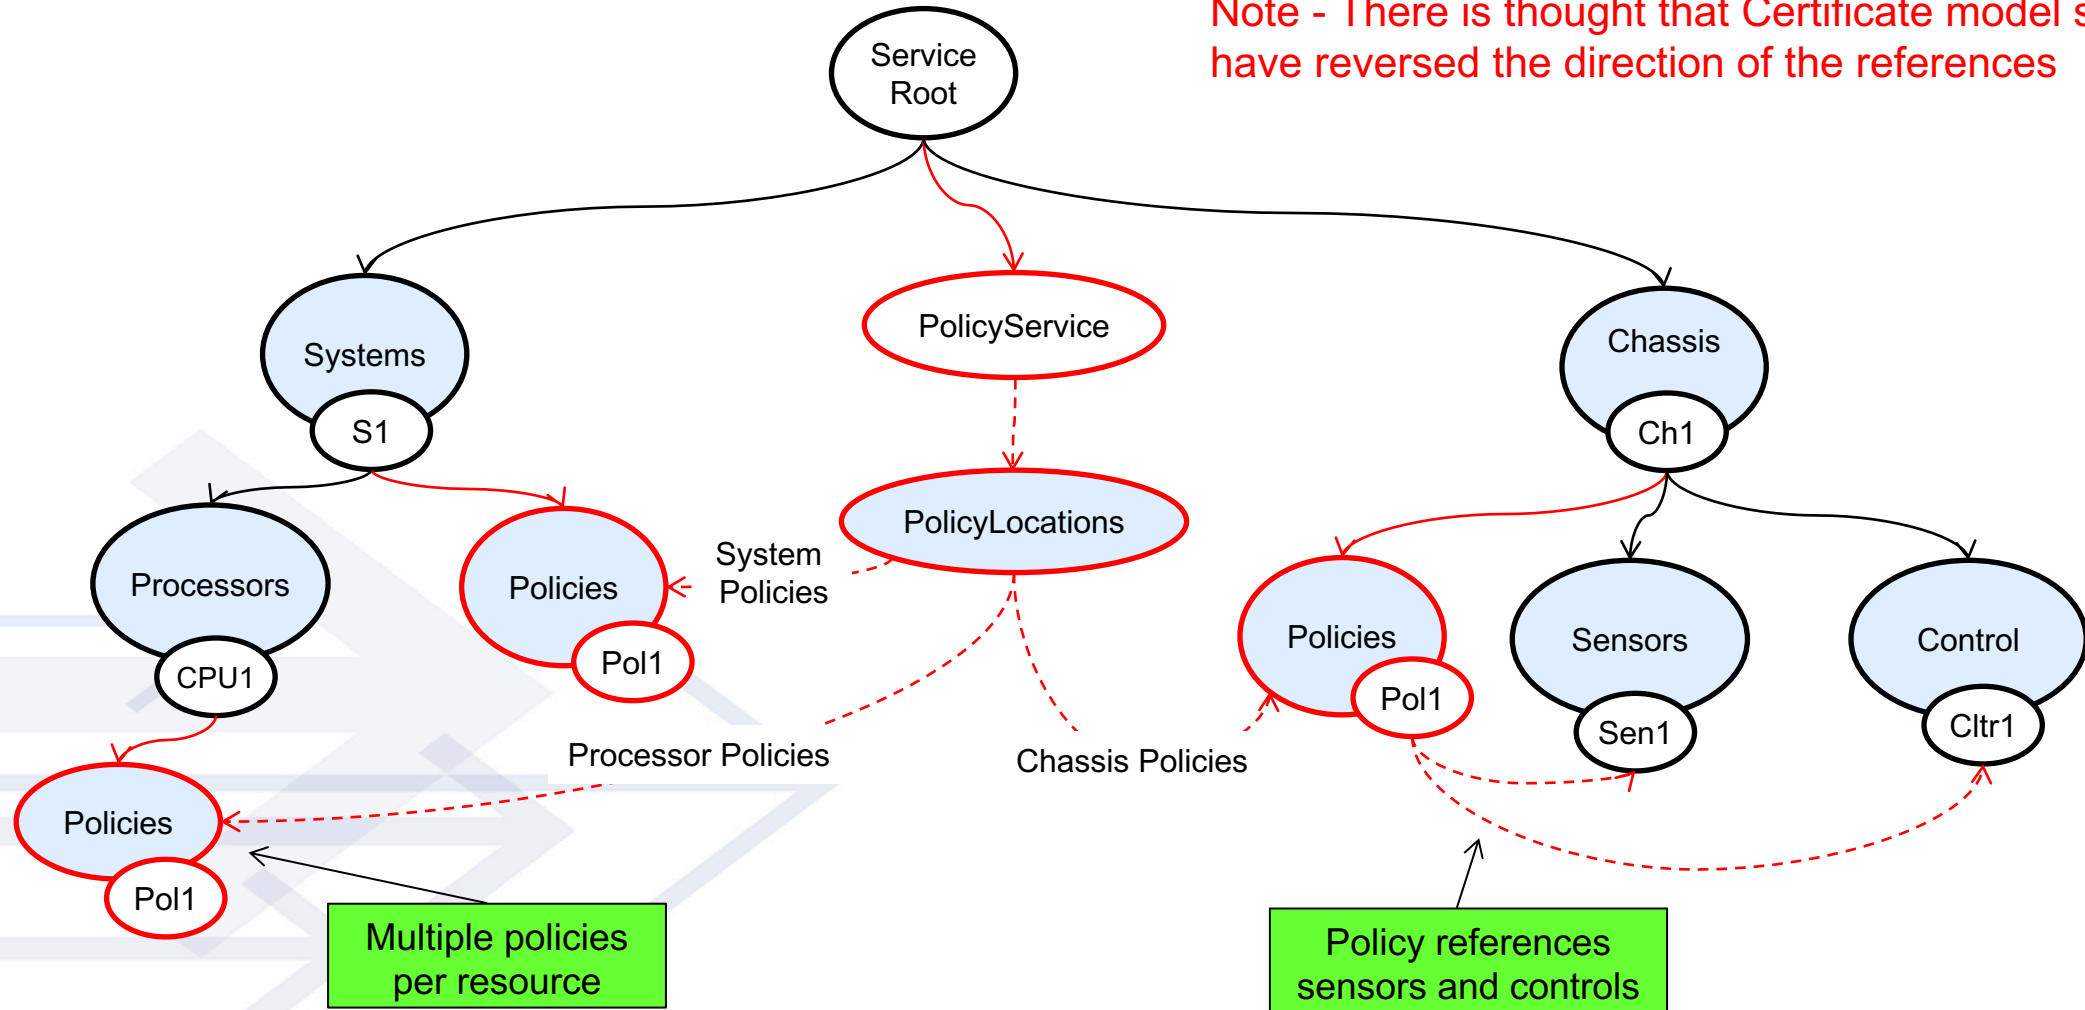 Note - There is thought that Certificate model
have reversed the direction of the references
Service
Root
Systems
S1
PolicyService
Chassis
Ch1
PolicyLocations
Processors
CPU1
Policies
Pol1
System
Policies
Policies
Pol1
Sensors
Sen1
Control
Cltr1
Processor Policies
Chassis Policies
Policies
Pol1
Multiple policies
per resource
Policy references
sensors and controls